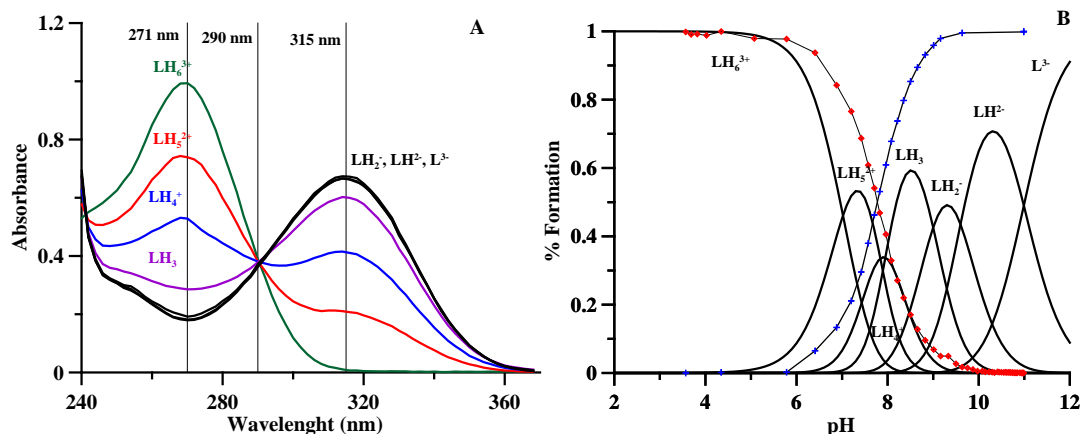 A
271 nm
290 nm
315 nm
LH₆³⁺
LH₅²⁺
LH₄⁺
LH₃
LH₂⁻, LH²⁻, L³⁻
1.2
0.8
0.4
0
Absorbance
240
280
320
360
Wavelenght (nm)
B
LH₆³⁺
LH₅²⁺
LH₃
LH₂⁻
LH²⁻
L³⁻
1
0.8
0.6
0.4
0.2
0
% Formation
2
4
6
8
10
12
pH